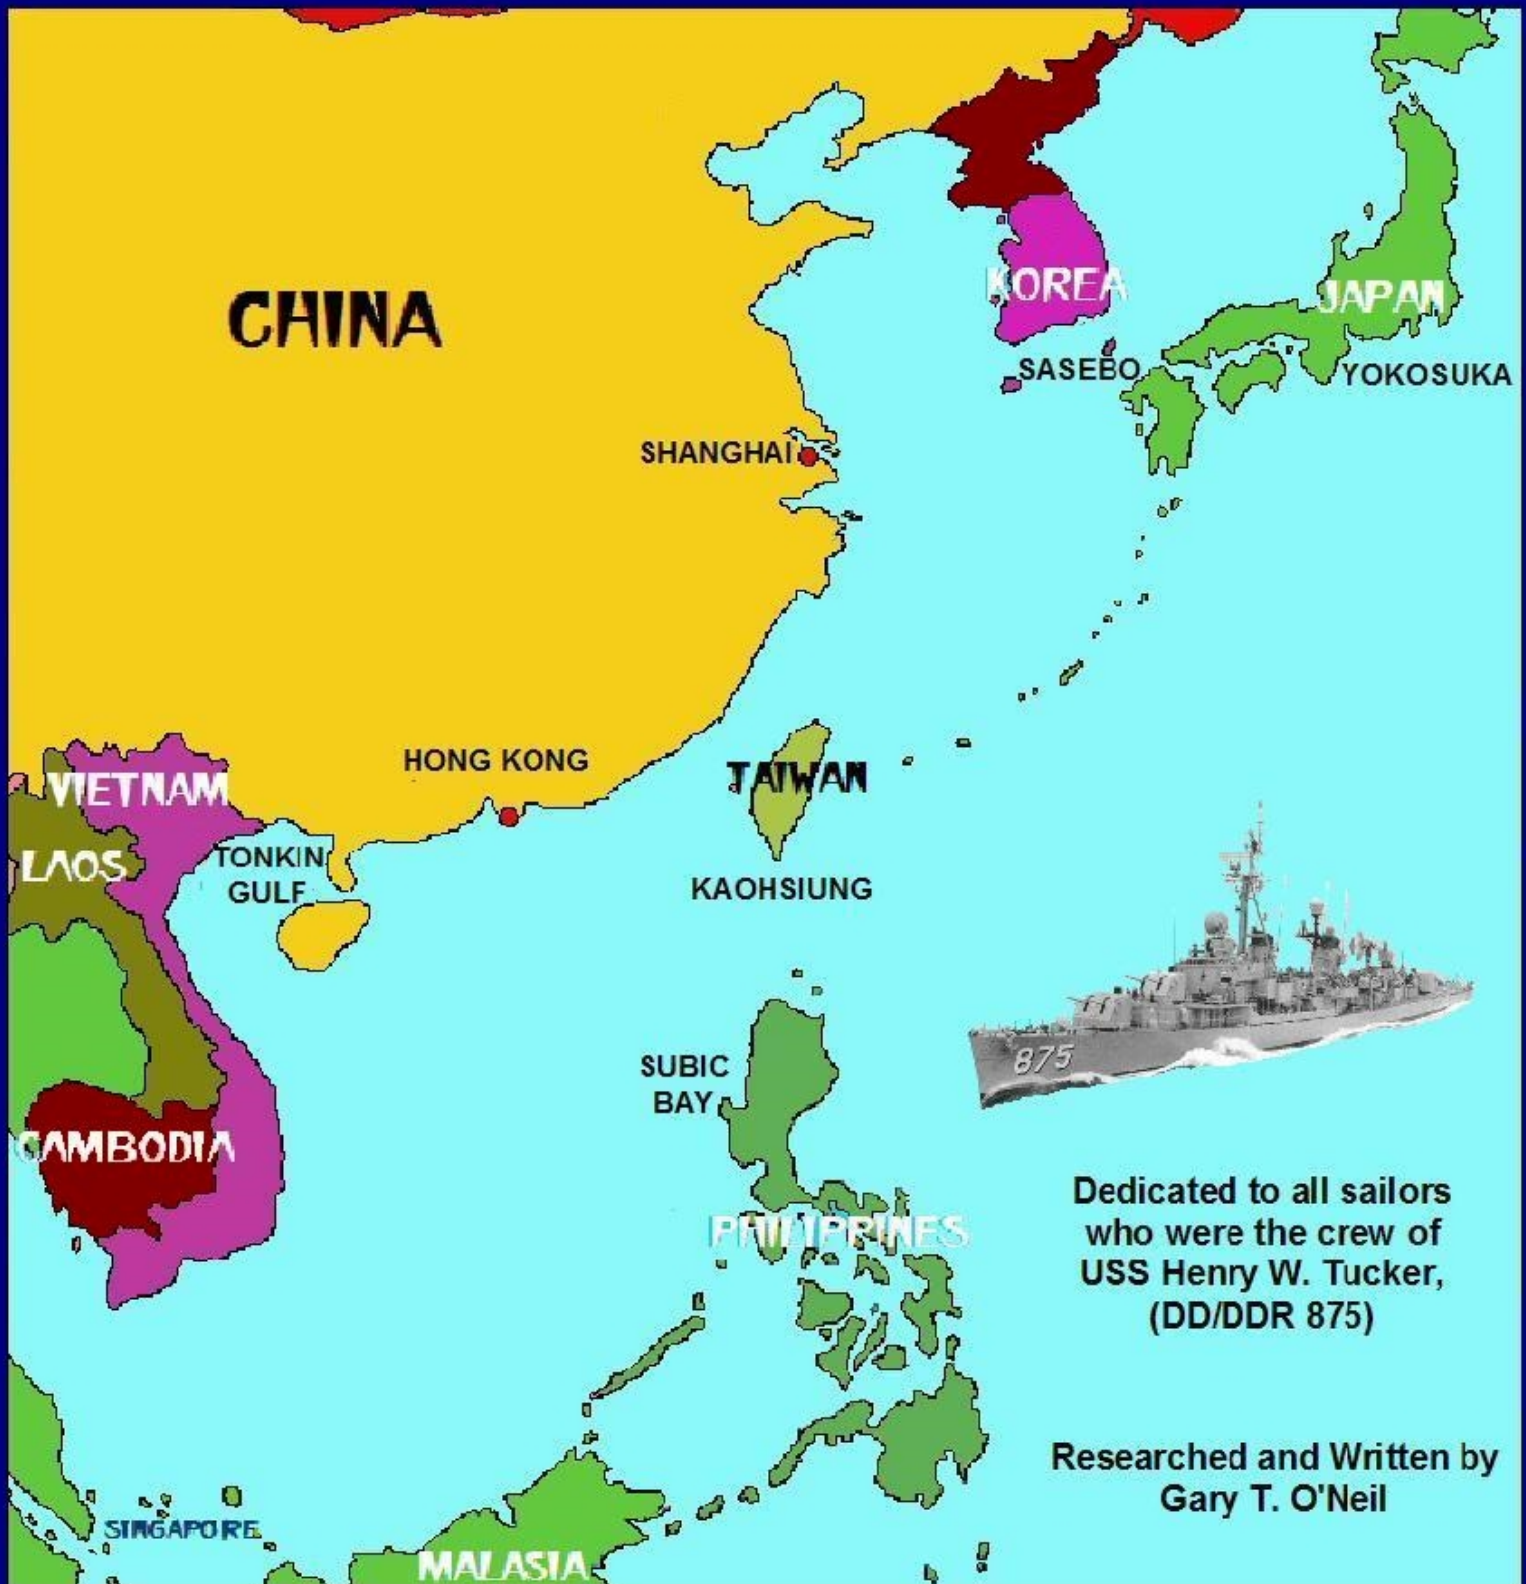 CHINA
KOREA
JAPAN
SASEBO
YOKOSUKA
SHANGHAI
HONG KONG
VIETNAM
TAIWAN
LAOS
TONKIN
GULF
KAOHSIUNG
875
SUBIC
BAY
CAMBODIA
PHILIPPINES
Dedicated to all sailors
who were the crew of
USS Henry W. Tucker,
(DD/DDR 875)
Researched and Written by
Gary T. O'Neil
SINGAPORE
MALASIA